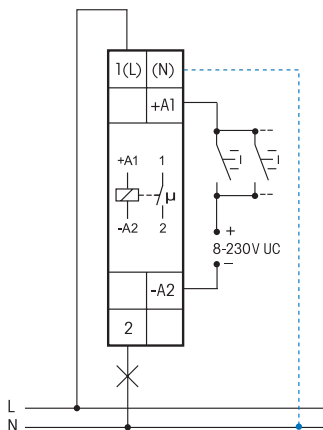 1(L) (N)
+A1
+A1 1
µ
-A2 2
+
8-230V UC
–
-A2
2
L
N